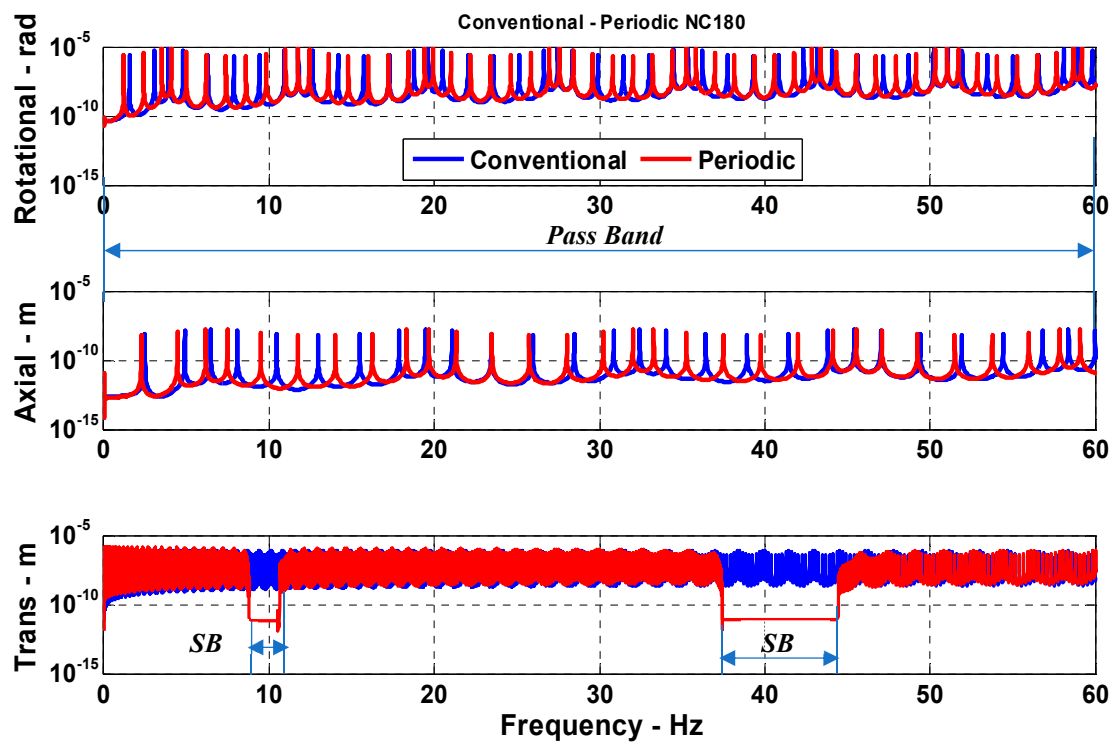 Conventional - Periodic NC180
Rotational - rad
10^-5
10^-10
10^-15
Conventional Periodic
0 10 20 30 40 50 60
Pass Band
Axial - m
10^-5
10^-10
10^-15
0 10 20 30 40 50 60
Trans - m
10^-5
10^-10
10^-15
SB SB
0 10 20 30 40 50 60
Frequency - Hz